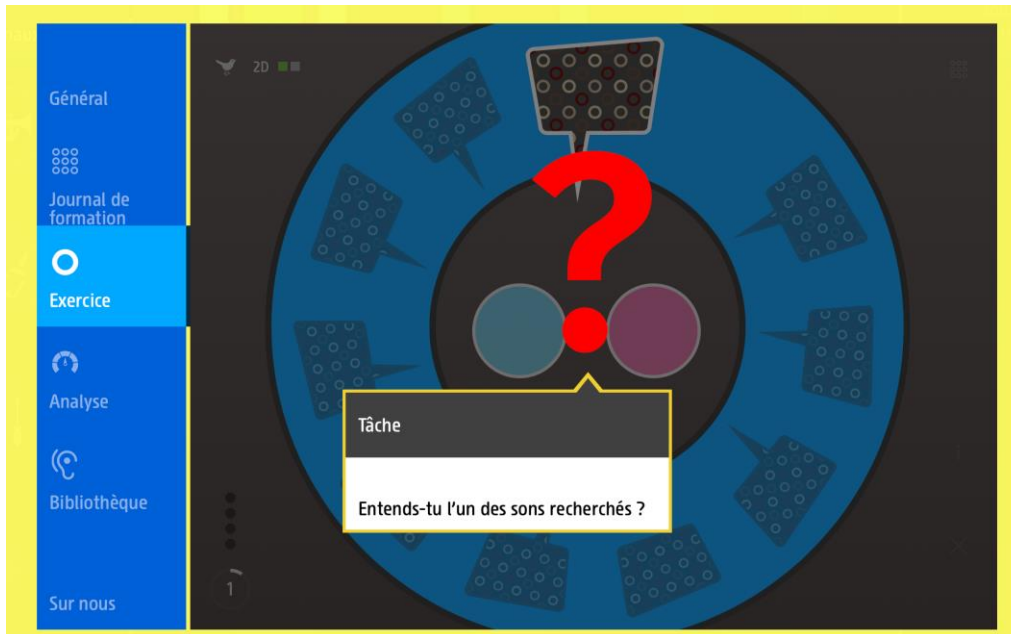 Général
Journal de
formation
Exercice
Analyse
Bibliothèque
Sur nous
2D
?
1
Tâche
Entends-tu l'un des sons recherchés ?